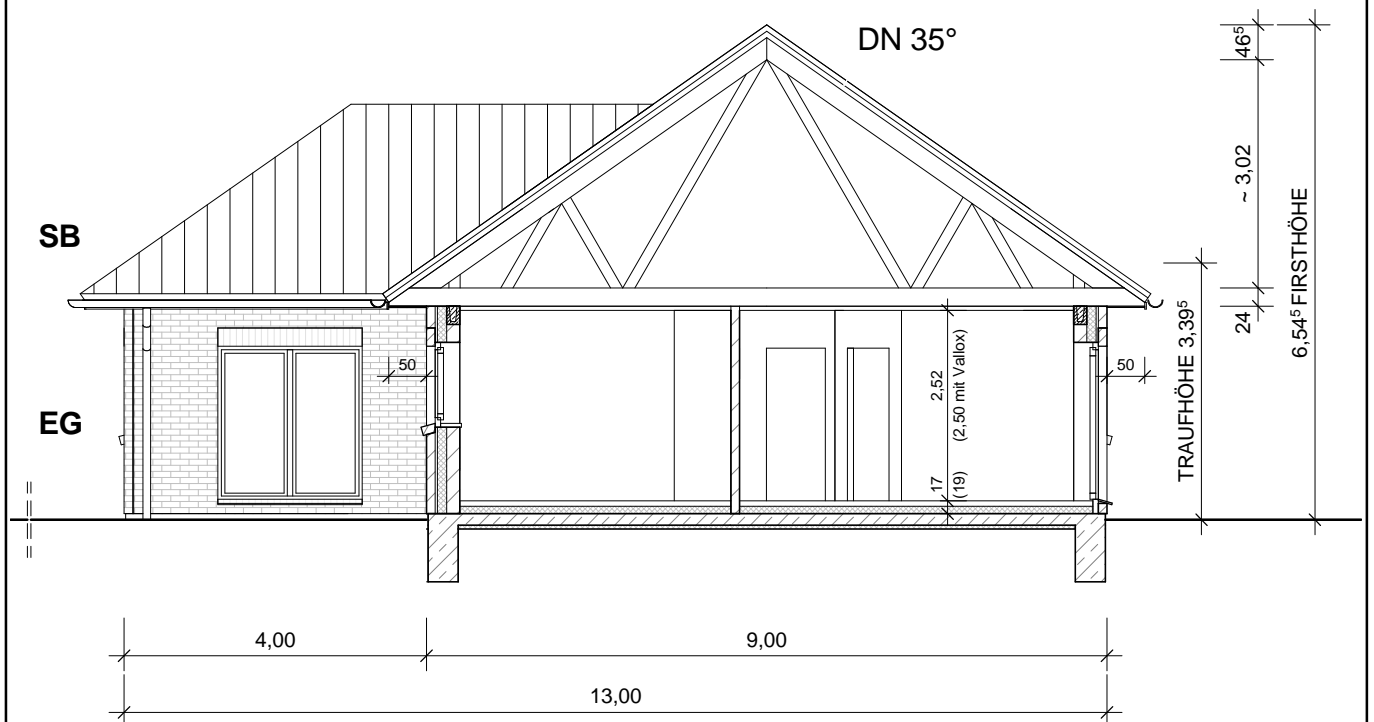 DN 35°
46⁵
~ 3,02
24
6,54⁵ FIRSTHÖHE
TRAUFHÖHE 3,39⁵
SB
EG
50
50
2,52
(2,50 mit Vallox)
17
(19)
4,00
9,00
13,00